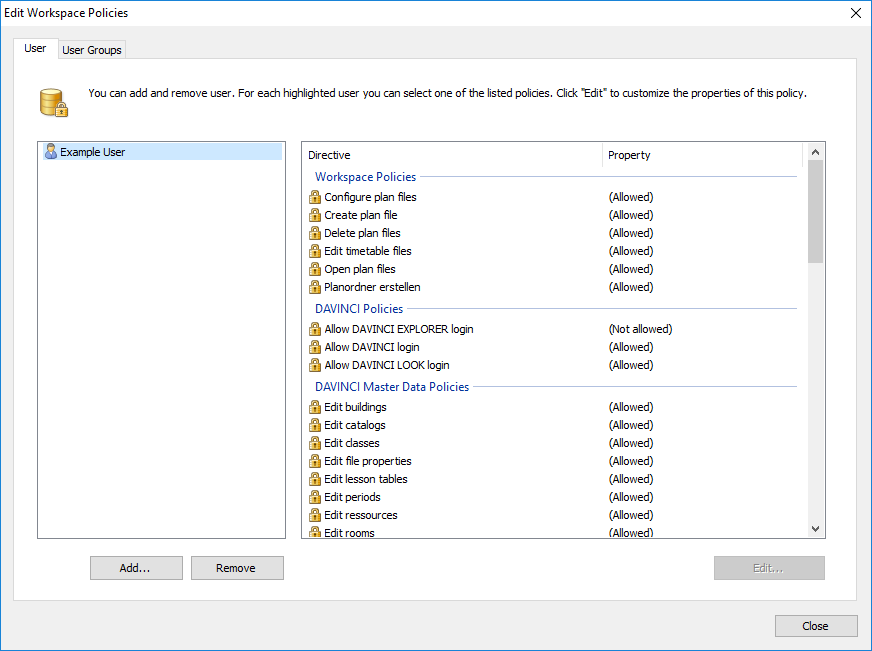 Edit Workspace Policies
User
User Groups
You can add and remove user. For each highlighted user you can select one of the listed policies. Click "Edit" to customize the properties of this policy.
Example User
Directive Property
Workspace Policies
Configure plan files (Allowed)
Create plan file (Allowed)
Delete plan files (Allowed)
Edit timetable files (Allowed)
Open plan files (Allowed)
Planordner erstellen (Allowed)
DAVINCI Policies
Allow DAVINCI EXPLORER login (Not allowed)
Allow DAVINCI login (Allowed)
Allow DAVINCI LOOK login (Allowed)
DAVINCI Master Data Policies
Edit buildings (Allowed)
Edit catalogs (Allowed)
Edit classes (Allowed)
Edit file properties (Allowed)
Edit lesson tables (Allowed)
Edit periods (Allowed)
Edit ressources (Allowed)
Edit rooms (Allowed)
Add... Remove Edit...
Close